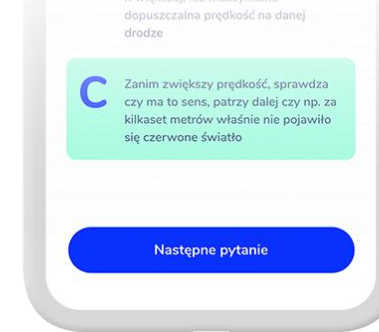 dopuszczalna prędkość na danej
drodze
C
Zanim zwiększy prędkość, sprawdza
czy ma to sens, patrzy dalej czy np. za
kilkaset metrów właśnie nie pojawiło
się czerwone światło
Następne pytanie